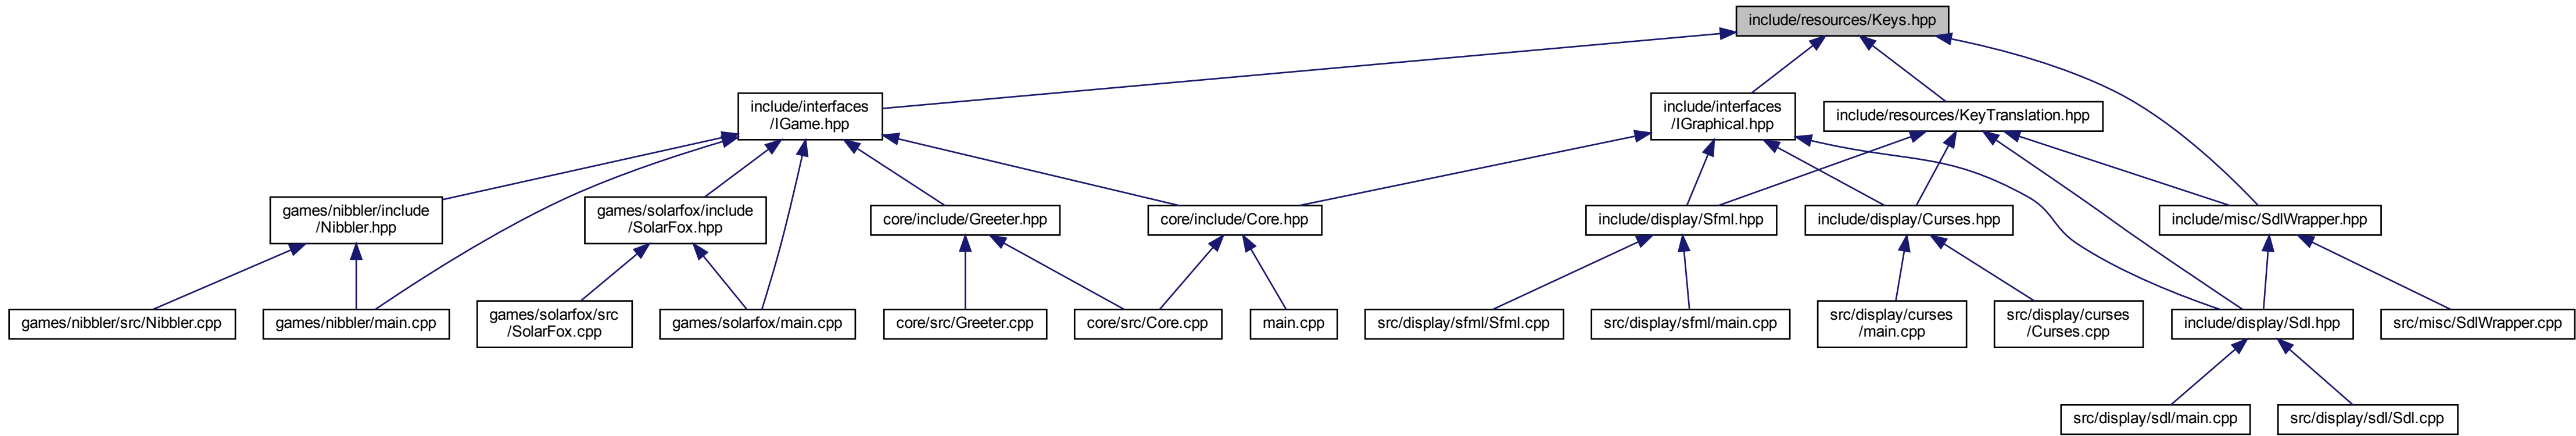 include/resources/Keys.hpp
include/interfaces
/IGame.hpp
include/interfaces
/IGraphical.hpp
include/resources/KeyTranslation.hpp
games/nibbler/include
/Nibbler.hpp
games/solarfox/include
/SolarFox.hpp
core/include/Greeter.hpp
core/include/Core.hpp
include/display/Sfml.hpp
include/display/Curses.hpp
include/misc/SdlWrapper.hpp
games/nibbler/src/Nibbler.cpp
games/nibbler/main.cpp
games/solarfox/src
/SolarFox.cpp
games/solarfox/main.cpp
core/src/Greeter.cpp
core/src/Core.cpp
main.cpp
src/display/sfml/Sfml.cpp
src/display/sfml/main.cpp
src/display/curses
/main.cpp
src/display/curses
/Curses.cpp
include/display/Sdl.hpp
src/misc/SdlWrapper.cpp
src/display/sdl/main.cpp
src/display/sdl/Sdl.cpp